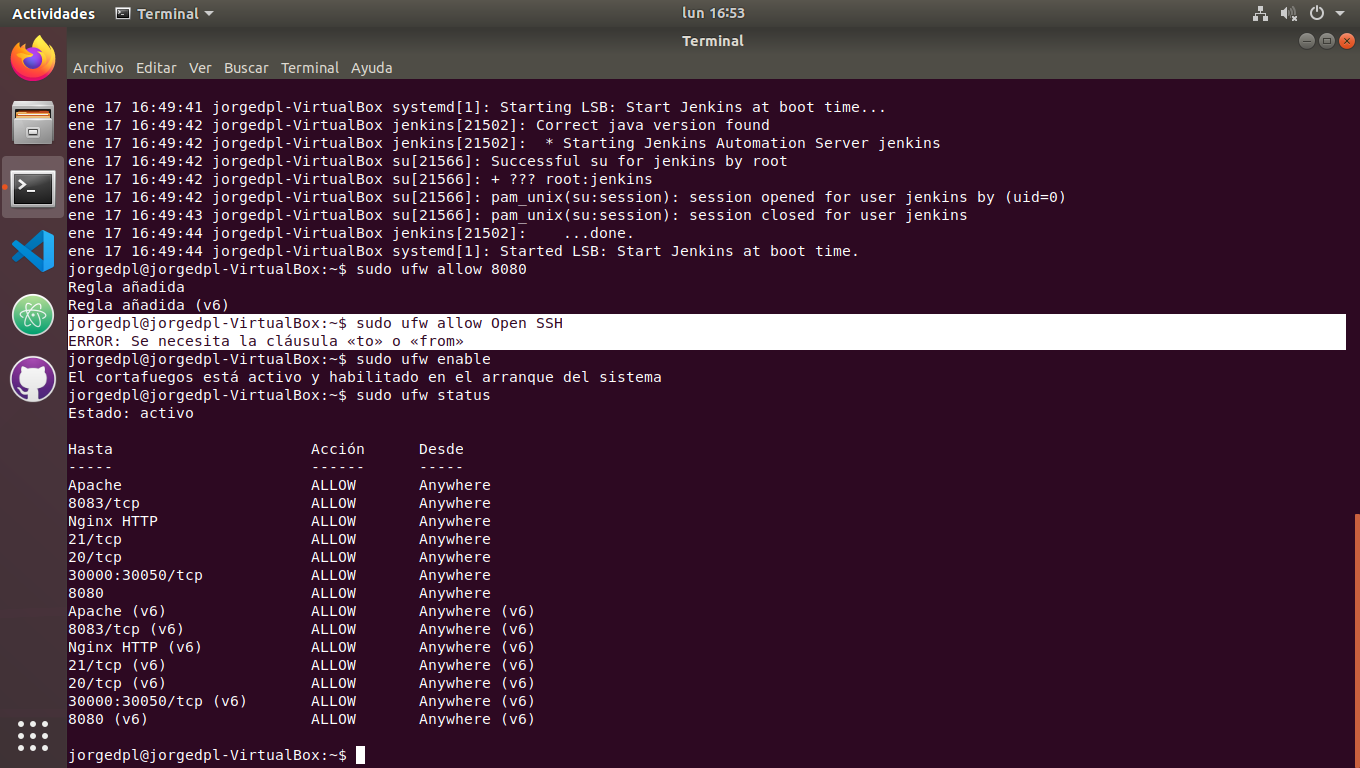 Actividades Terminal lun 16:53
Terminal
Archivo Editar Ver Buscar Terminal Ayuda
ene 17 16:49:41 jorgedpl-VirtualBox systemd[1]: Starting LSB: Start Jenkins at boot time...
ene 17 16:49:42 jorgedpl-VirtualBox jenkins[21502]: Correct java version found
ene 17 16:49:42 jorgedpl-VirtualBox jenkins[21502]:  * Starting Jenkins Automation Server jenkins
ene 17 16:49:42 jorgedpl-VirtualBox su[21566]: Successful su for jenkins by root
ene 17 16:49:42 jorgedpl-VirtualBox su[21566]: + ??? root:jenkins
ene 17 16:49:42 jorgedpl-VirtualBox su[21566]: pam_unix(su:session): session opened for user jenkins by (uid=0)
ene 17 16:49:43 jorgedpl-VirtualBox su[21566]: pam_unix(su:session): session closed for user jenkins
ene 17 16:49:44 jorgedpl-VirtualBox jenkins[21502]:    ...done.
ene 17 16:49:44 jorgedpl-VirtualBox systemd[1]: Started LSB: Start Jenkins at boot time.
jorgedpl@jorgedpl-VirtualBox:~$ sudo ufw allow 8080
Regla añadida
Regla añadida (v6)
jorgedpl@jorgedpl-VirtualBox:~$ sudo ufw allow Open SSH
ERROR: Se necesita la cláusula «to» o «from»
jorgedpl@jorgedpl-VirtualBox:~$ sudo ufw enable
El cortafuegos está activo y habilitado en el arranque del sistema
jorgedpl@jorgedpl-VirtualBox:~$ sudo ufw status
Estado: activo
Hasta                      Acción      Desde
-----                      ------      -----
Apache                     ALLOW       Anywhere
8083/tcp                   ALLOW       Anywhere
Nginx HTTP                 ALLOW       Anywhere
21/tcp                     ALLOW       Anywhere
20/tcp                     ALLOW       Anywhere
30000:30050/tcp            ALLOW       Anywhere
8080                       ALLOW       Anywhere
Apache (v6)                ALLOW       Anywhere (v6)
8083/tcp (v6)              ALLOW       Anywhere (v6)
Nginx HTTP (v6)            ALLOW       Anywhere (v6)
21/tcp (v6)                ALLOW       Anywhere (v6)
20/tcp (v6)                ALLOW       Anywhere (v6)
30000:30050/tcp (v6)       ALLOW       Anywhere (v6)
8080 (v6)                  ALLOW       Anywhere (v6)
jorgedpl@jorgedpl-VirtualBox:~$